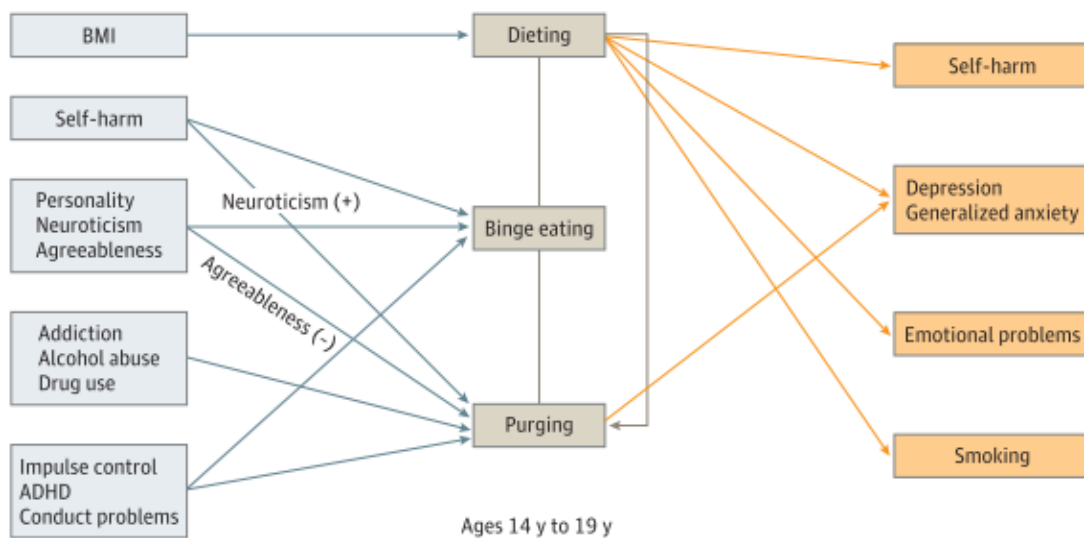 BMI
Self-harm
Personality
Neuroticism
Agreeableness
Addiction
Alcohol abuse
Drug use
Impulse control
ADHD
Conduct problems
Neuroticism (+)
Agreeableness (-)
Dieting
Binge eating
Purging
Ages 14 y to 19 y
Self-harm
Depression
Generalized anxiety
Emotional problems
Smoking